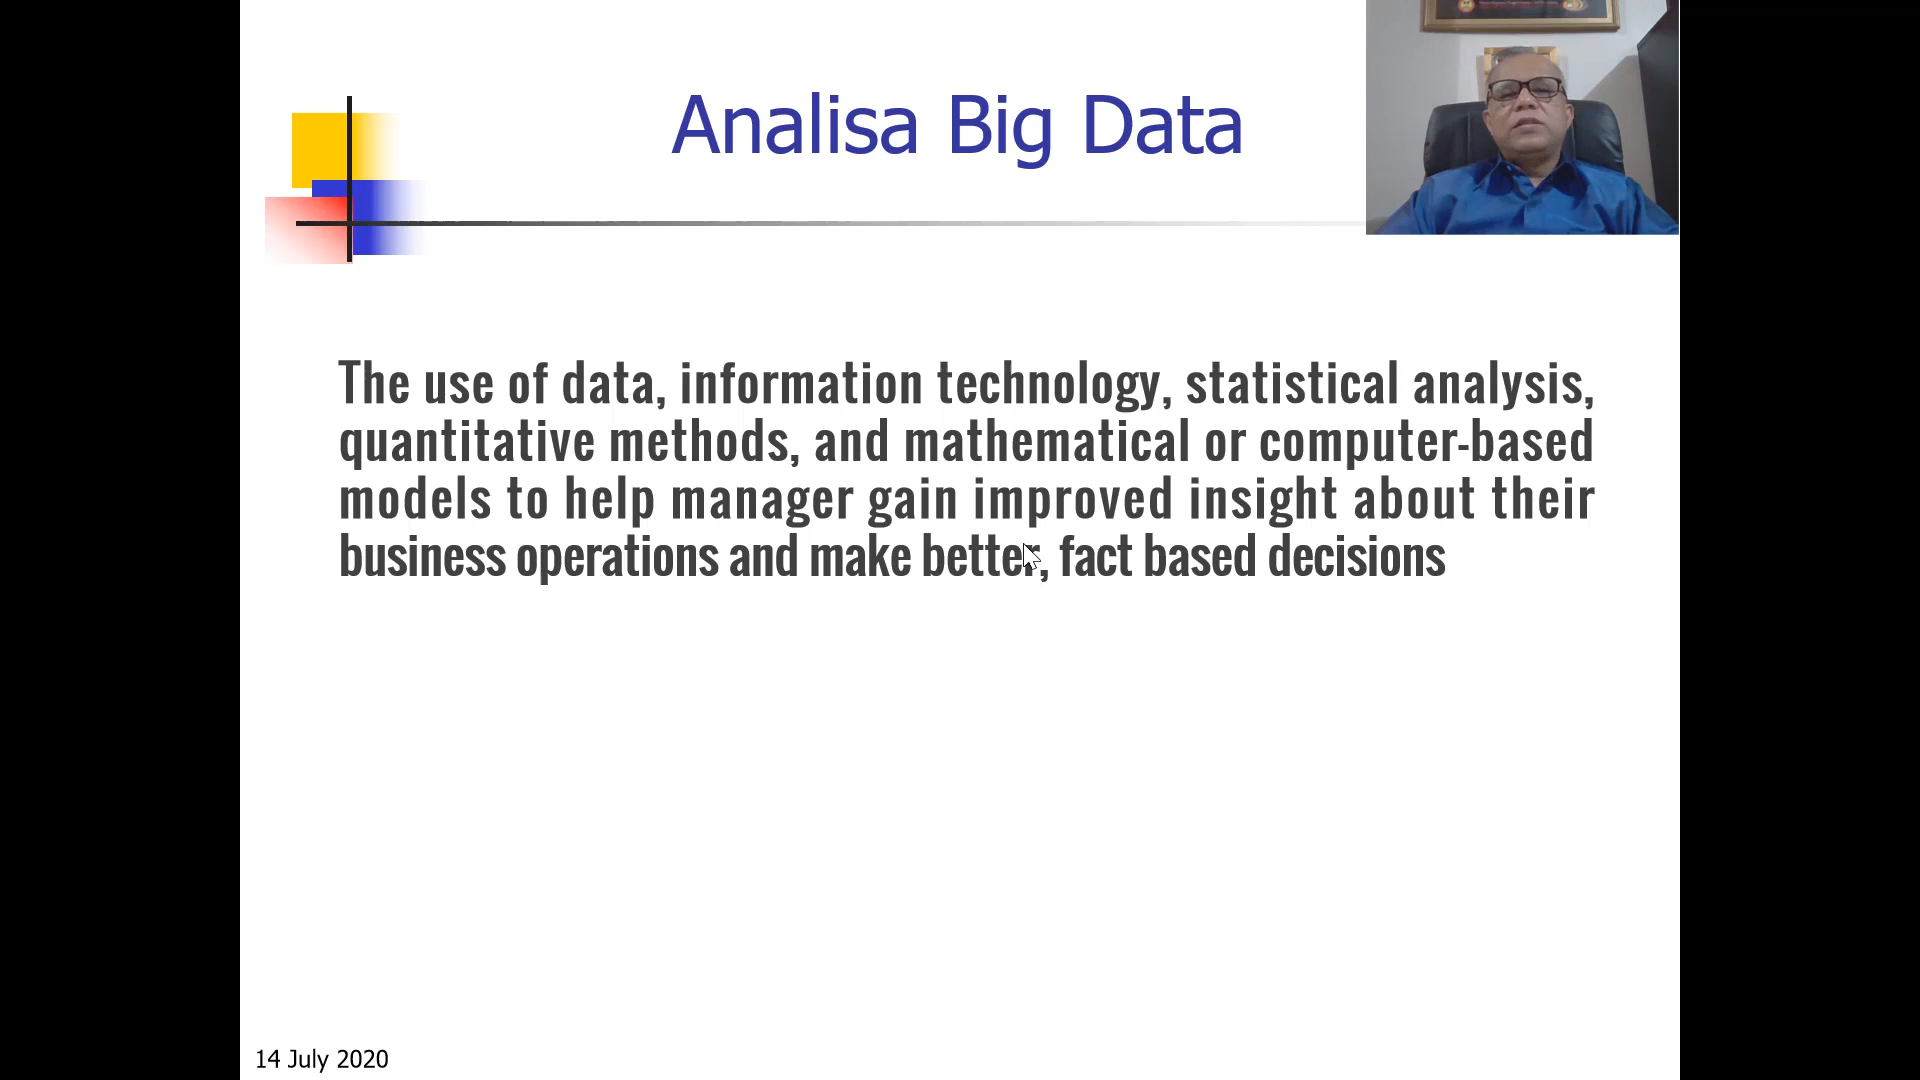 Analisa Big Data
The use of data, information technology, statistical analysis,
quantitative methods, and mathematical or computer-based
models to help manager gain improved insight about their
business operations and make better, fact based decisions
14 July 2020